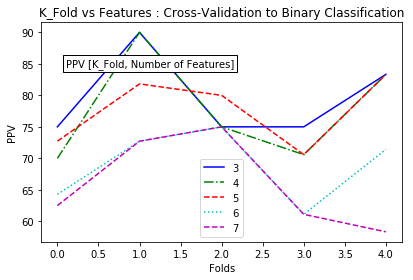 K_Fold vs Features : Cross-Validation to Binary Classification
PPV [K_Fold, Number of Features]
PPV
90
85
80
75
70
65
60
3
4
5
6
7
0.0 0.5 1.0 1.5 2.0 2.5 3.0 3.5 4.0
Folds